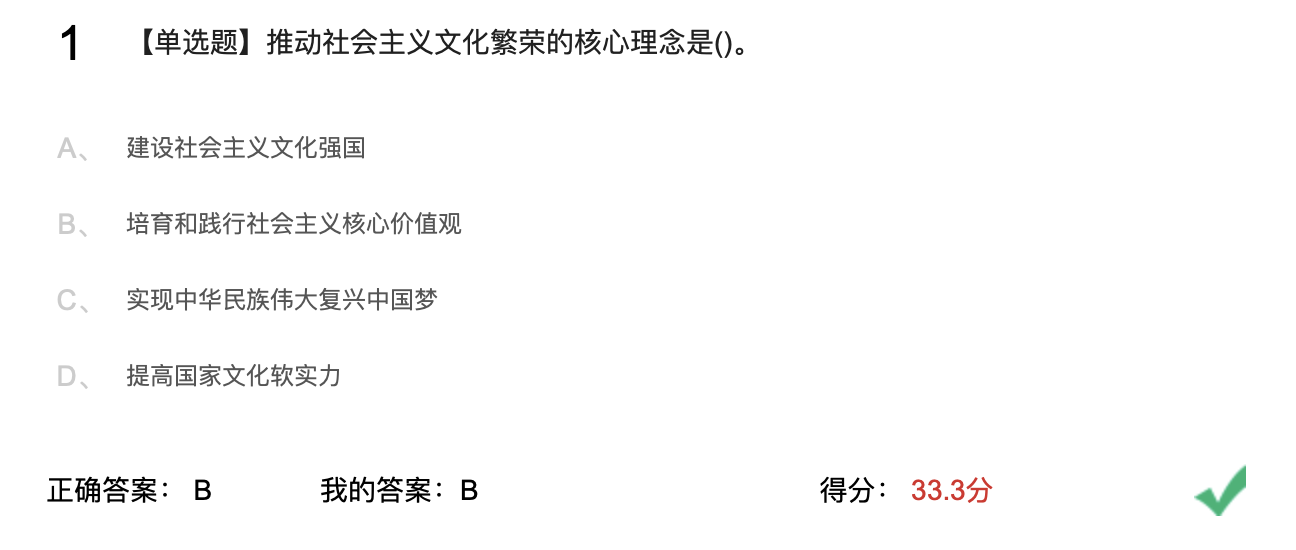 1 【单选题】推动社会主义文化繁荣的核心理念是()。
A、 建设社会主义文化强国
B、 培育和践行社会主义核心价值观
C、 实现中华民族伟大复兴中国梦
D、 提高国家文化软实力
正确答案： B 我的答案：B 得分： 33.3分